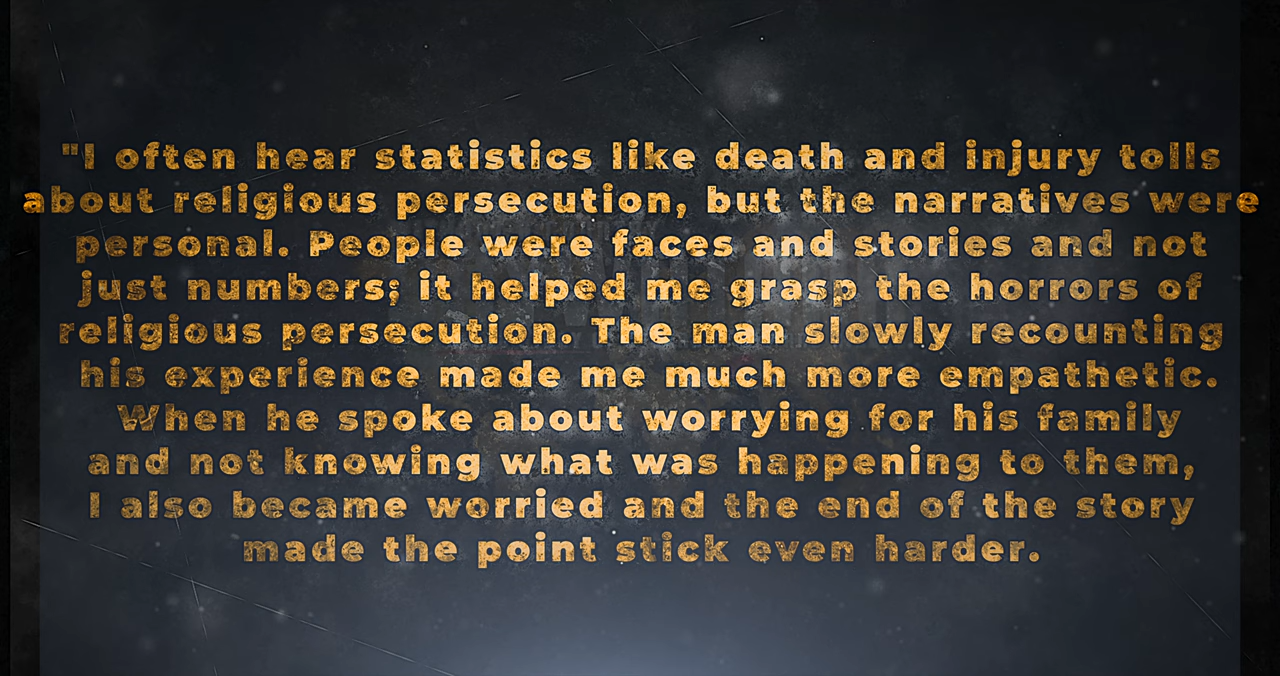 "I often hear statistics like death and injury tolls
about religious persecution, but the narratives were
personal. People were faces and stories and not
just numbers; it helped me grasp the horrors of
religious persecution. The man slowly recounting
his experience made me much more empathetic.
When he spoke about worrying for his family
and not knowing what was happening to them,
I also became worried and the end of the story
made the point stick even harder.